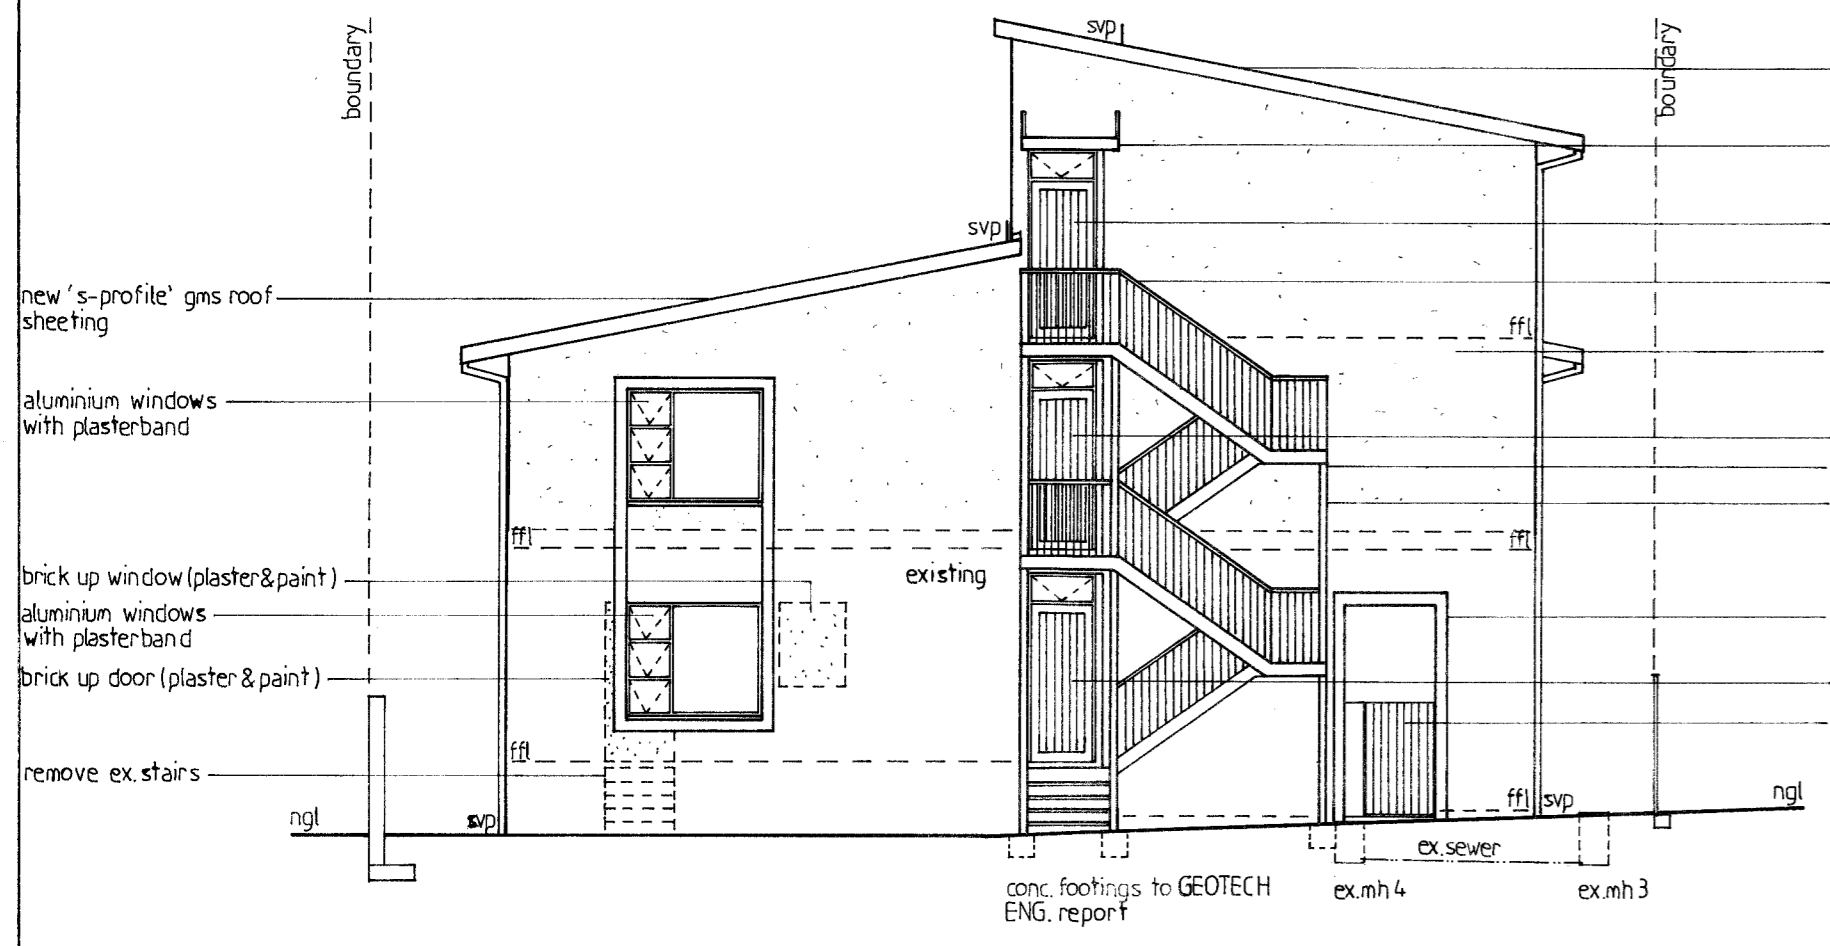 boundary
svp
boundary
svp
new 's-profile' gms roof
sheeting
ffl
aluminium windows
with plasterband
ffl
ffl
existing
brick up window (plaster & paint)
aluminium windows
with plasterband
brick up door (plaster & paint)
ffl
remove ex. stairs
ngl
svp
ffl
svp
ngl
ex. sewer
conc. footings to GEOTECH
ENG. report
ex.mh 4
ex.mh 3